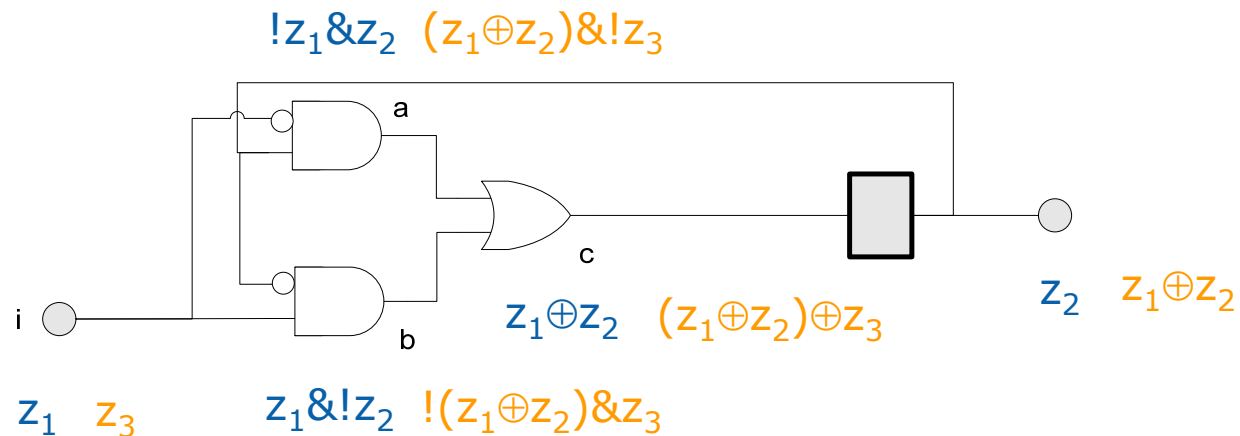 !z₁&z₂ (z₁⊕z₂)&!z₃
a
c
z₂ z₁⊕z₂
i
z₁⊕z₂ (z₁⊕z₂)⊕z₃
b
z₁ z₃ z₁&!z₂ !(z₁⊕z₂)&z₃